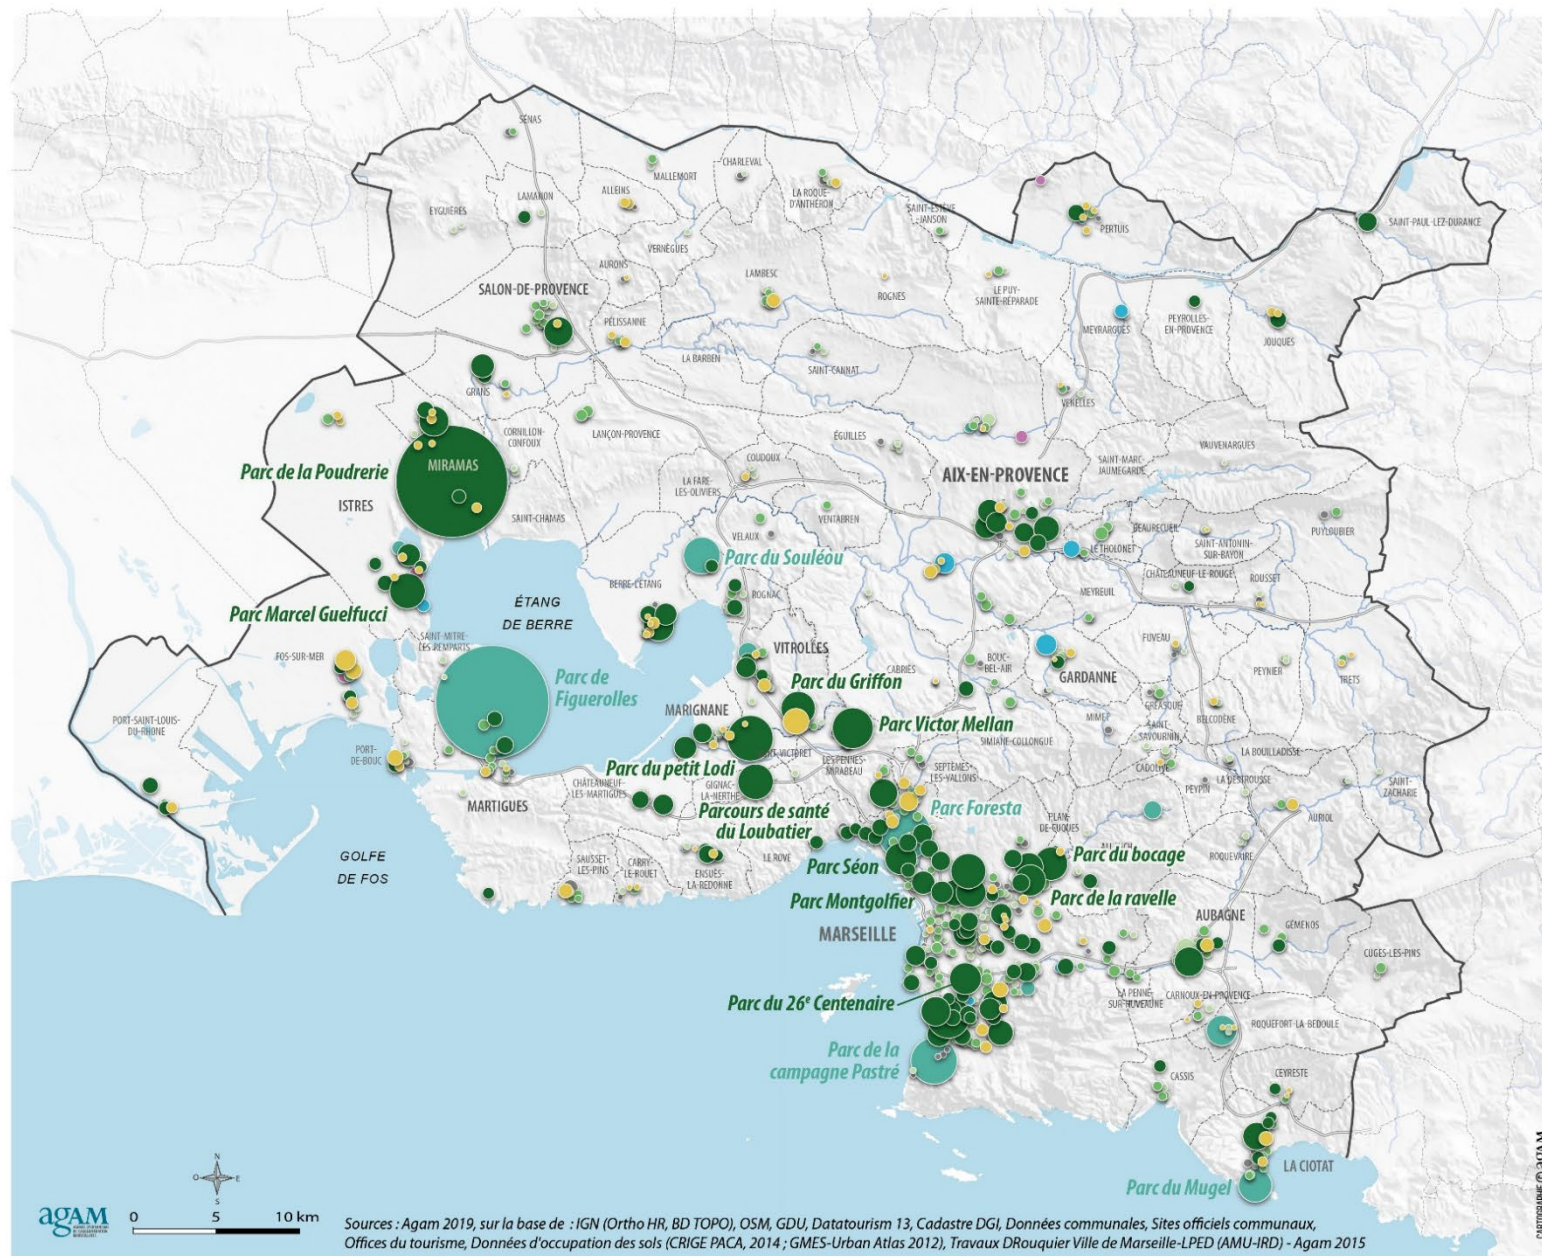 SÉNAS
MALLEMORT
CHARLEVAL
LAMANON
ALLEINS
LA ROQUE-
D'ANTHÉRON
EYGUIÈRES
SAINT-ESTÈVE
-JANSON
PERTUIS
SAINT-PAUL-LEZ-DURANCE
VERNÈGUES
AURONS
LAMBESC
ROGNES
LE PUY-
SAINTE-RÉPARADE
SALON-DE-PROVENCE
MEYRARGUES
PEYROLLES-
EN-PROVENCE
JOUQUES
PÉLISSANNE
LA BARBEN
SAINT-CANNAT
GRANS
VENELLES
CORNILLON-
CONFOUX
LANÇON-PROVENCE
ÉGUILLES
VAUVENARGUES
SAINT-MARC-
JAUMEGARDE
Parc de la Poudrerie
MIRAMAS
COUDOUX
AIX-EN-PROVENCE
ISTRES
LA FARE-
LES-OLIVIERS
SAINT-CHAMAS
VENTABREN
VELAUX
BEAURECUEIL
LE THOLONET
SAINT-ANTONIN-
SUR-BAYON
PUYLOUBIER
Parc du Souléou
CHÂTEAUNEUF-LE-ROUGE
ROUSSET
BERRE-L'ÉTANG
ROGNAC
MEYREUIL
Parc Marcel Guelfucci
ÉTANG
DE BERRE
SAINT-MITRE-
LES-REMPARTS
FOS-SUR-MER
VITROLLES
FUVEAU
CABRIÈS
BOUC-
BEL-AIR
GARDANNE
PEYNIER
TRETS
Parc de
Figuerolles
Parc du Griffon
MARIGNANE
PORT-SAINT-LOUIS-
DU-RHONE
Parc Victor Mellan
GRÉASQUE
BELCODÈNE
MIMET
SAINT-
SAVOURNIN
SIMIANE-COLLONGUE
PORT-
DE-BOUC
Parc du petit Lodi
LES PENNES-
MIRABEAU
SEPTÈMES
-LES-VALLONS
LA BOUILLADISSE
CADOLIVE
LA DESTROUSSE
PEYPIN
SAINT-
ZACHARIE
CHÂTEAUNEUF-
LES-MARTIGUES
GIGNAC-
LA-NERTHE
MARTIGUES
Parcours de santé
du Loubatier
Parc Foresta
PLAN-
DE-CUQUES
AURIOL
ROQUEVAIRE
GOLFE
DE FOS
SAUSSET-
LES-PINS
CARRY-
LE-ROUET
ENSUÈS-
LA-REDONNE
LE ROVE
Parc Séon
Parc du bocage
Parc Montgolfier
Parc de la ravelle
MARSEILLE
AUBAGNE
GÉMENOS
CUGES-LES-PINS
LA PENNE-
SUR-HUVEAUNE
CARNOUX-EN-PROVENCE
Parc du 26e Centenaire
ROQUEFORT-LA-BÉDOULE
Parc de la
campagne Pastré
CASSIS
CEYRESTE
LA CIOTAT
Parc du Mugel
N
O
E
S
agAM
0 5 10 km
Sources : Agam 2019, sur la base de : IGN (Ortho HR, BD TOPO), OSM, GDU, Datatourism 13, Cadastre DGI, Données communales, Sites officiels communaux,
Offices du tourisme, Données d'occupation des sols (CRIGE PACA, 2014 ; GMES-Urban Atlas 2012), Travaux DRouquier Ville de Marseille-LPED (AMU-IRD) - Agam 2015
CARTOGRAPHIE © agAM